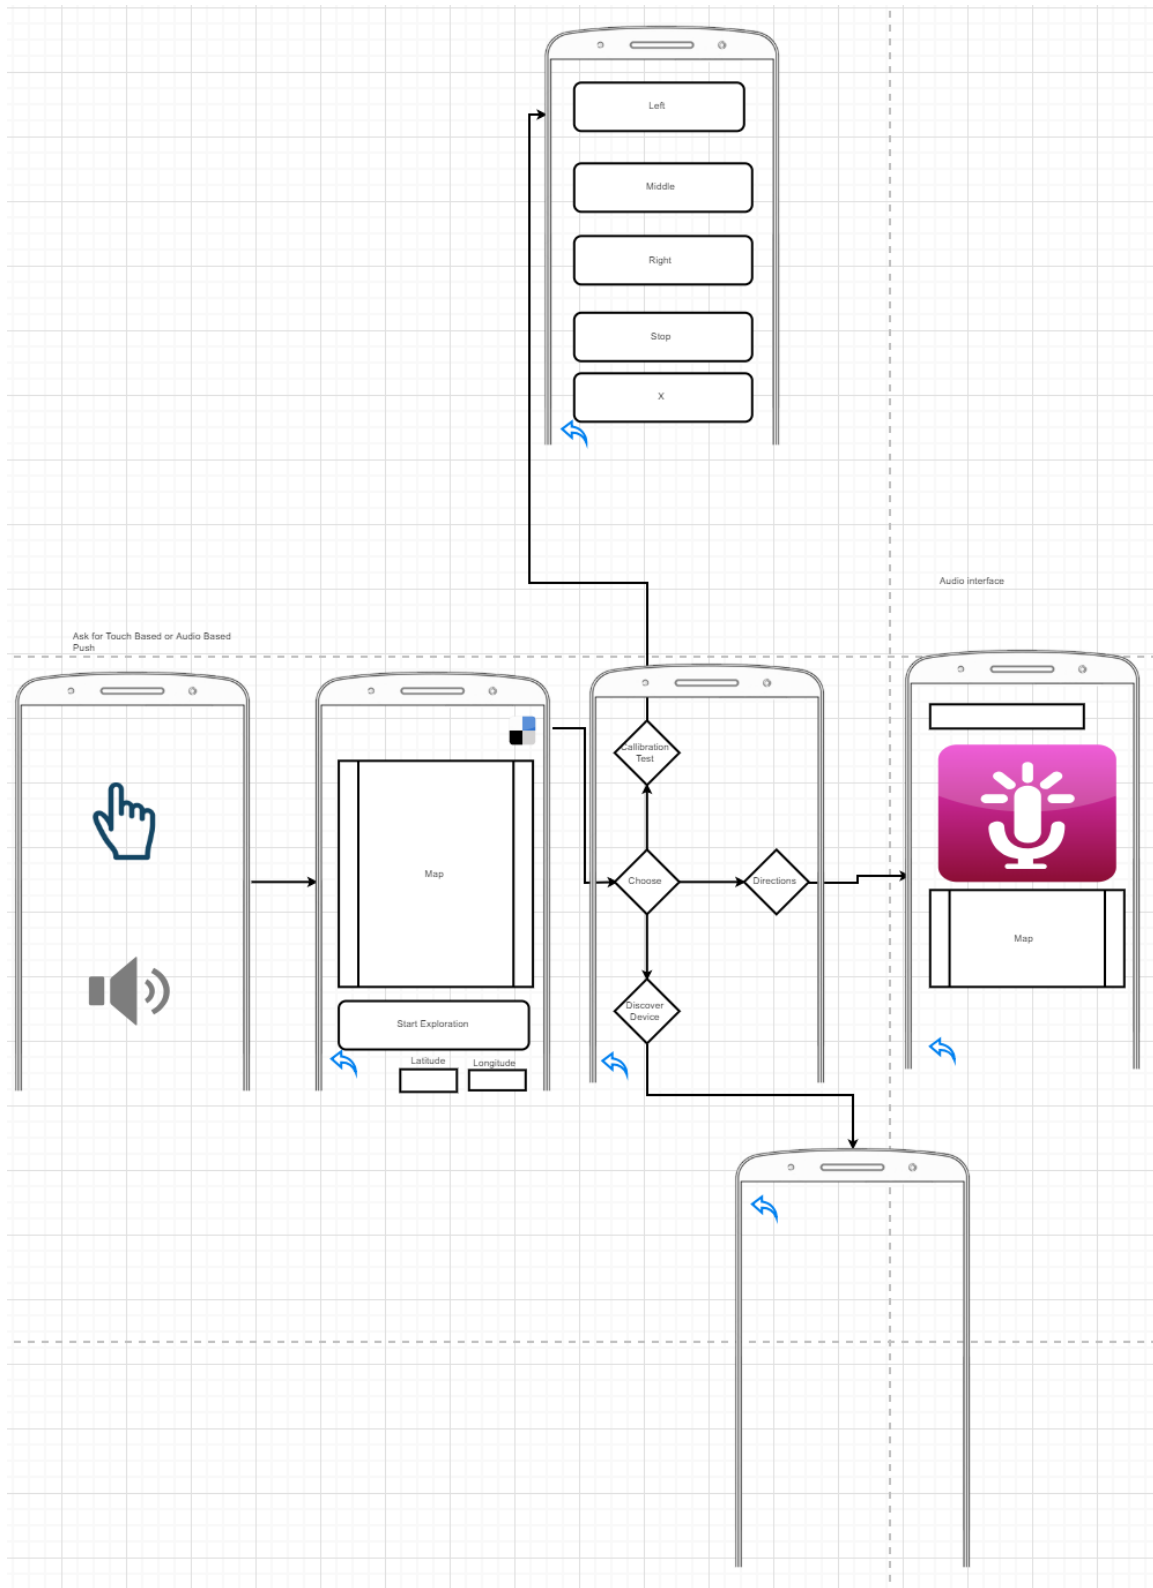 Left
Middle
Right
Stop
X
Audio interface
Ask for Touch Based or Audio Based
Push
Callibration
Test
Map
Choose
Directions
Map
Discover
Device
Start Exploration
Latitude
Longitude